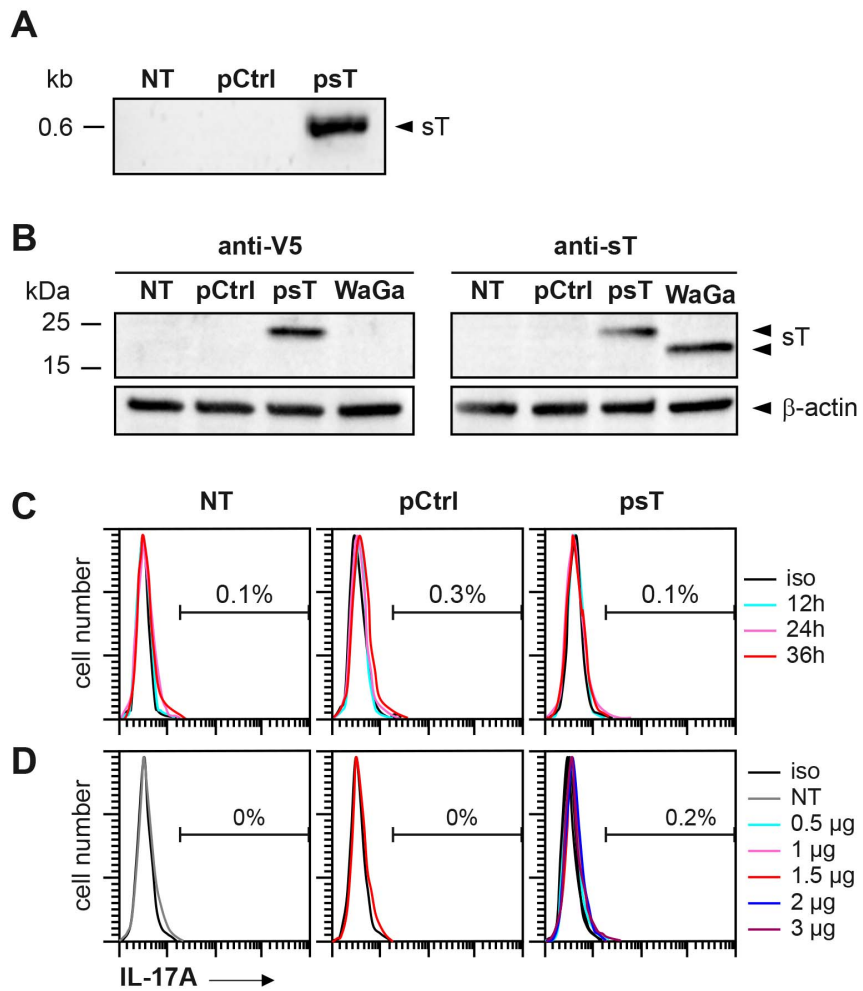 A
kb NT pCtrl psT
0.6 sT
B
anti-V5 anti-sT
kDa NT pCtrl psT WaGa NT pCtrl psT WaGa
25
sT
15
β-actin
C
NT pCtrl psT
cell number 0.1% 0.3% 0.1%
iso
12h
24h
36h
D
cell number 0% 0% 0.2%
iso
NT
0.5 µg
1 µg
1.5 µg
2 µg
3 µg
IL-17A